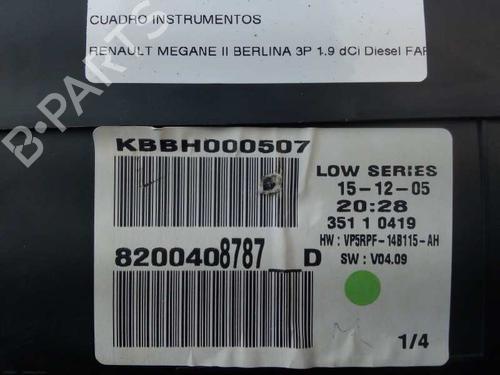 CUADRO INSTRUMENTOS
RENAULT MEGANE II BERLINA 3P 1.9 dCi Diesel FAP
B-PARTS
KBBH000507
LOW SERIES
15-12-05
20:28
351 1 0419
HW : VP5RPF-14B115-AH
SW : V04.09
8200408787__D
1/4